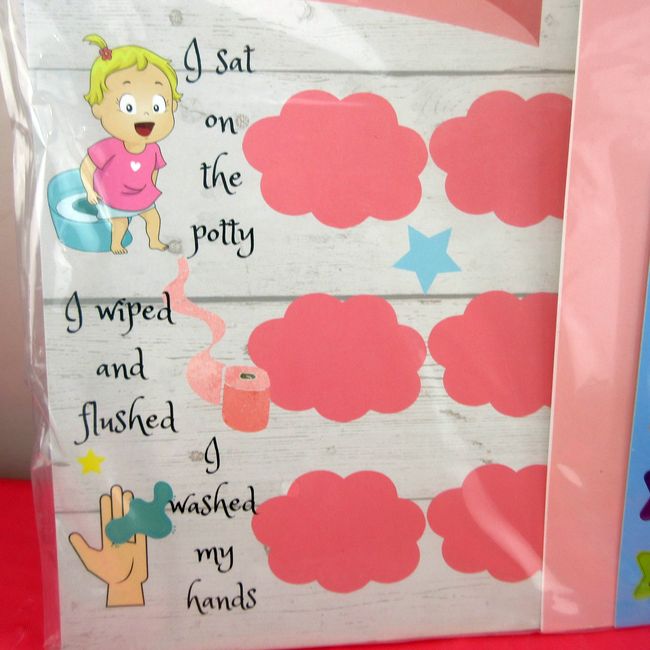 I sat
on
the
potty
I wiped
and
flushed
I
washed
my
hands